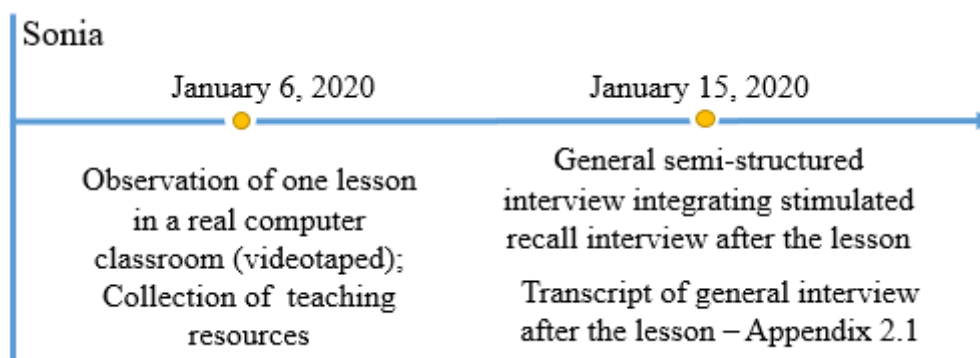 Sonia
January 6, 2020
Observation of one lesson
in a real computer
classroom (videotaped);
Collection of teaching
resources
January 15, 2020
General semi-structured
interview integrating stimulated
recall interview after the lesson
Transcript of general interview
after the lesson – Appendix 2.1